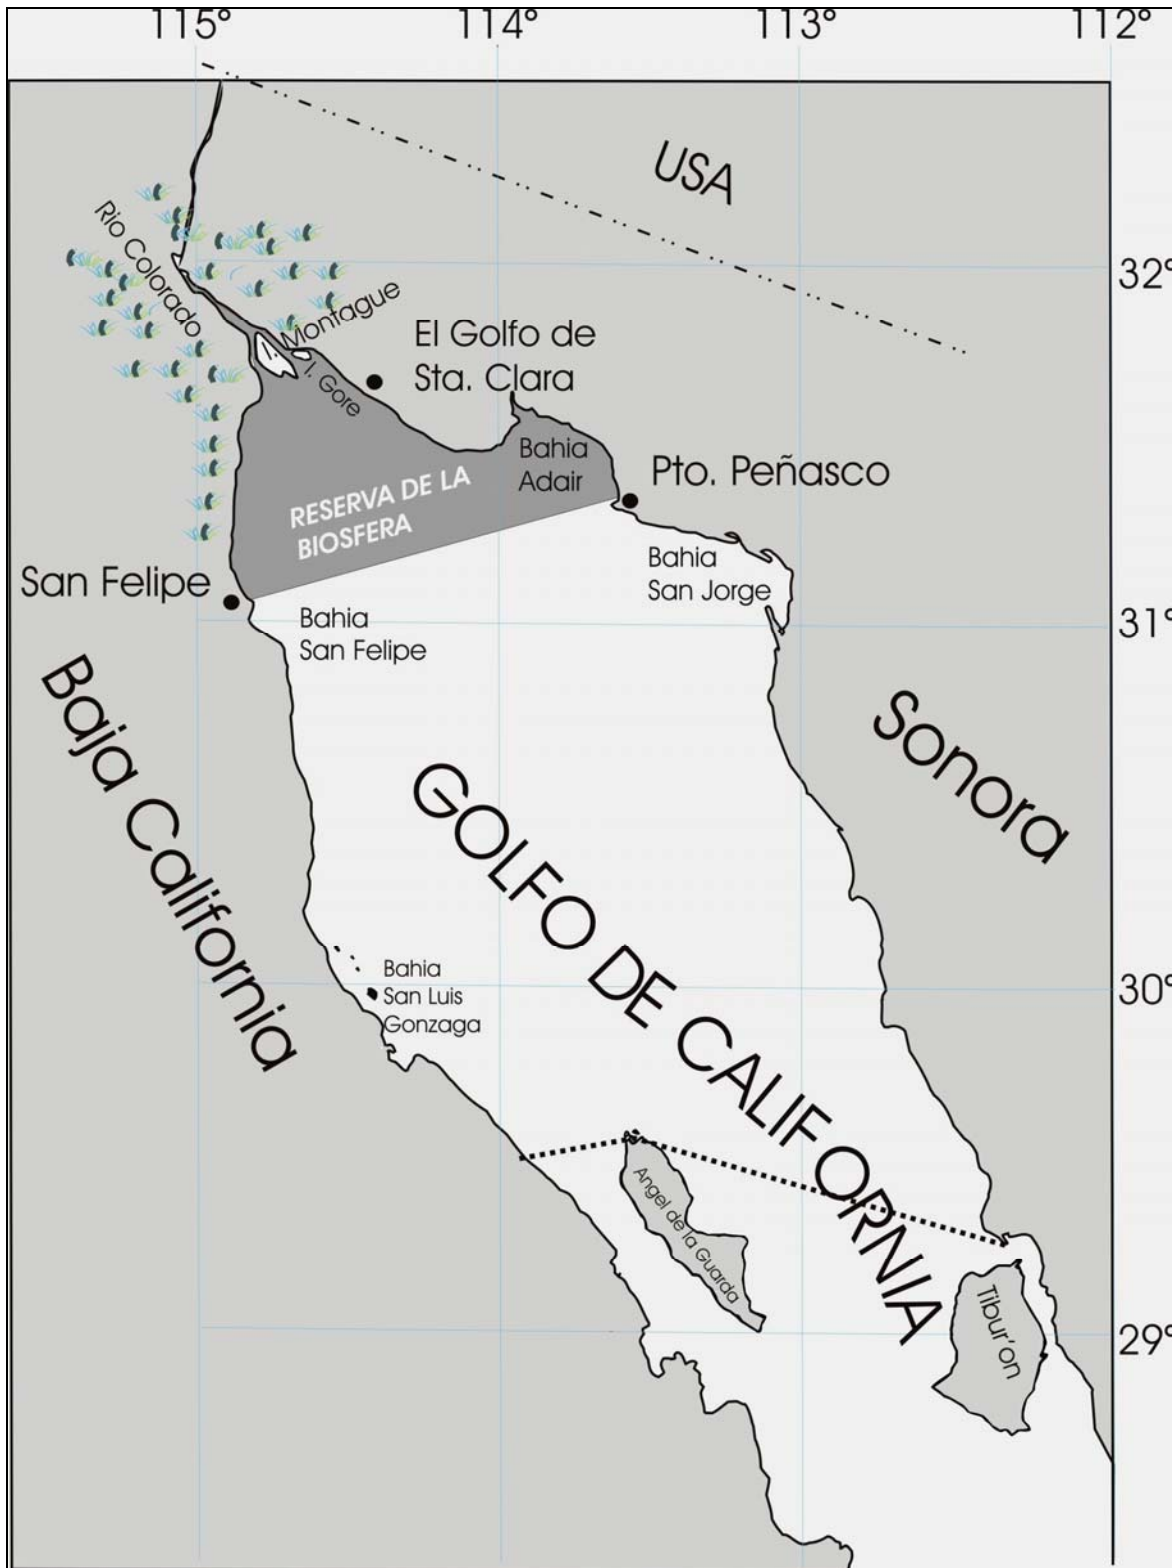 115° 114° 113° 112°
USA
Rio Colorado
32°
I. Montague
El Golfo de
Sta. Clara
I. Gore
Bahia
Adair
Pto. Peñasco
RESERVA DE LA
BIOSFERA
Bahia
San Jorge
San Felipe
Bahia
San Felipe
31°
Baja California
Sonora
GOLFO DE CALIFORNIA
Bahia
San Luis
Gonzaga
30°
Angel de la Guarda
Tibur'on
29°